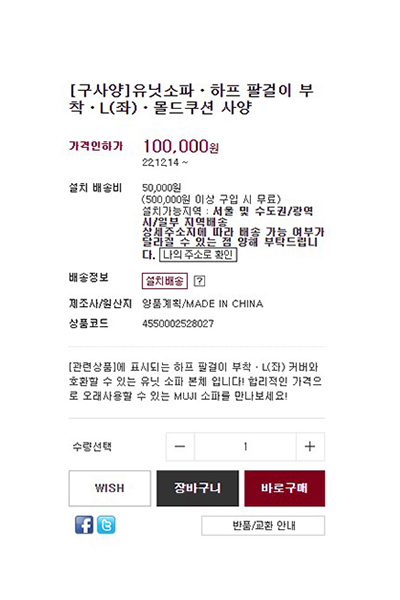 [구사양]유닛소파・하프 팔걸이 부
착・L(좌)・몰드쿠션 사양
가격인하가 100,000원
22.12.14 ~
설치 배송비 50,000원
(500,000원 이상 구입 시 무료)
설치가능지역 : 서울 및 수도권/광역
시/일부 지역배송
상세주소지에 따라 배송 가능 여부가
달라질 수 있는 점 양해 부탁드립니
다. 나의 주소로 확인
배송정보 설치배송 ?
제조사/원산지 양품계획/MADE IN CHINA
상품코드 4550002528027
[관련상품]에 표시되는 하프 팔걸이 부착・L(좌) 커버와
호환할 수 있는 유닛 소파 본체 입니다! 합리적인 가격으
로 오래사용할 수 있는 MUJI 소파를 만나보세요!
수량선택 — 1 +
WISH 장바구니 바로구매
반품/교환 안내